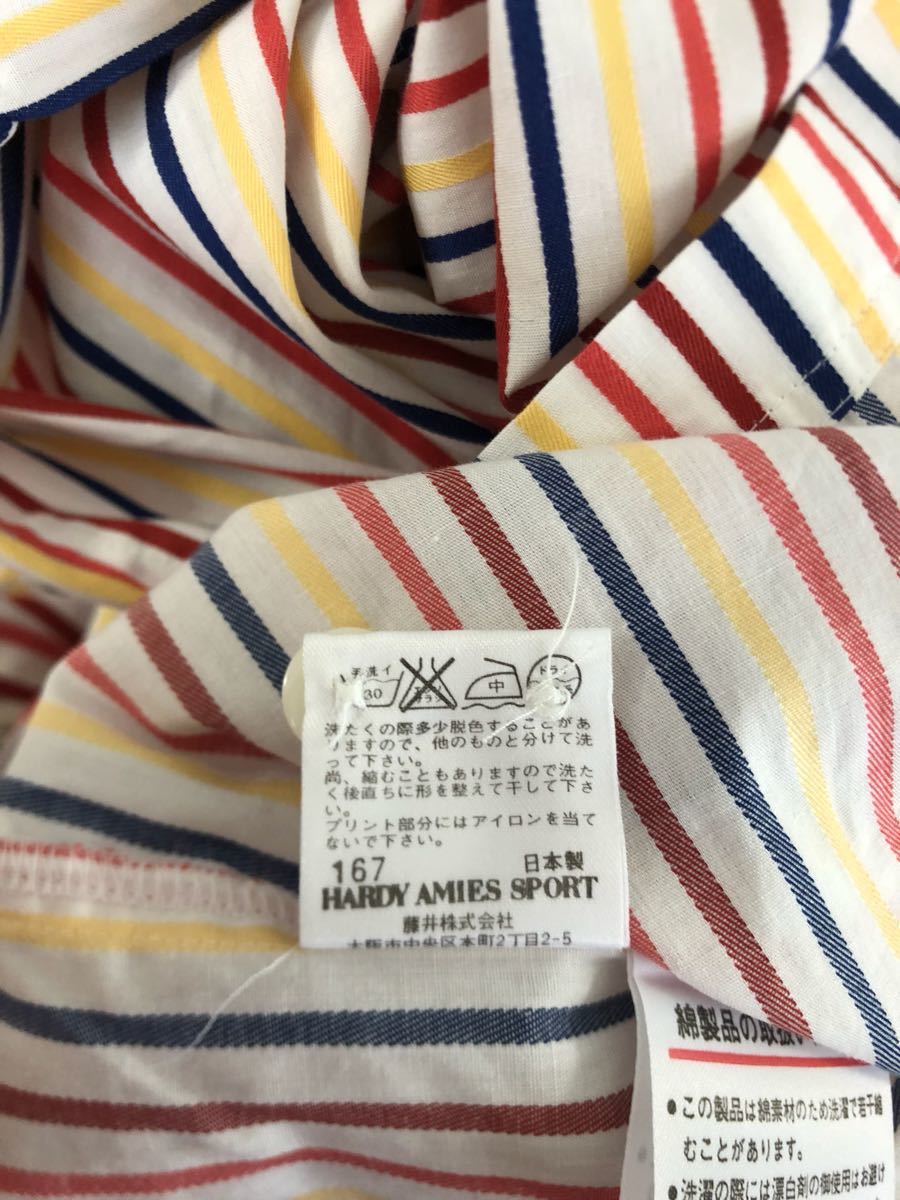 手洗イ
30
中
ドライ
洗たくの際多少脱色することがあ
りますので、他のものと分けて洗
って下さい。
尚、縮むこともありますので洗た
く後直ちに形を整えて干して下さ
い。
プリント部分にはアイロンを当て
ないで下さい。
167 日本製
HARDY AMIES SPORT
藤井株式会社
大阪市中央区本町2丁目2-5
綿製品の取扱い
●この製品は綿素材のため洗濯で若干縮
むことがあります。
●洗濯の際には漂白剤の御使用はお避け